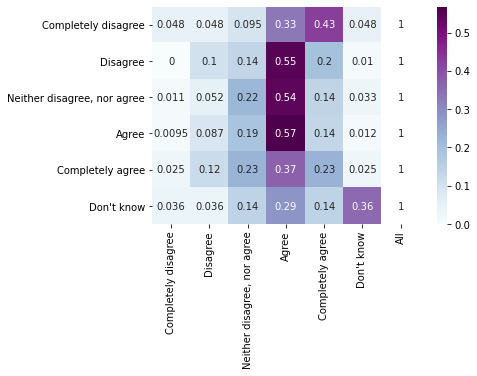 Completely disagree 0.048 0.048 0.095 0.33 0.43 0.048 1
Disagree 0 0.1 0.14 0.55 0.2 0.01 1
Neither disagree, nor agree 0.011 0.052 0.22 0.54 0.14 0.033 1
Agree 0.0095 0.087 0.19 0.57 0.14 0.012 1
Completely agree 0.025 0.12 0.23 0.37 0.23 0.025 1
Don't know 0.036 0.036 0.14 0.29 0.14 0.36 1
Completely disagree
Disagree
Neither disagree, nor agree
Agree
Completely agree
Don't know
All
0.5
0.4
0.3
0.2
0.1
0.0